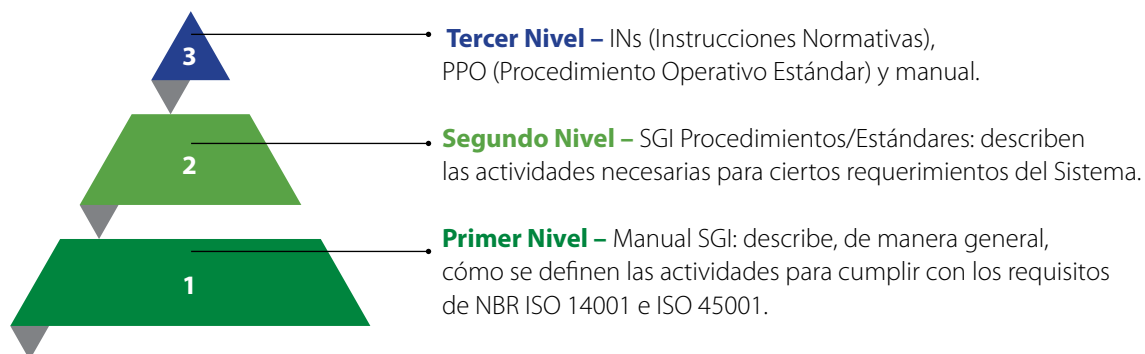 3
Tercer Nivel – INs (Instrucciones Normativas),
PPO (Procedimiento Operativo Estándar) y manual.
2
Segundo Nivel – SGI Procedimientos/Estándares: describen
las actividades necesarias para ciertos requerimientos del Sistema.
1
Primer Nivel – Manual SGI: describe, de manera general,
cómo se definen las actividades para cumplir con los requisitos
de NBR ISO 14001 e ISO 45001.